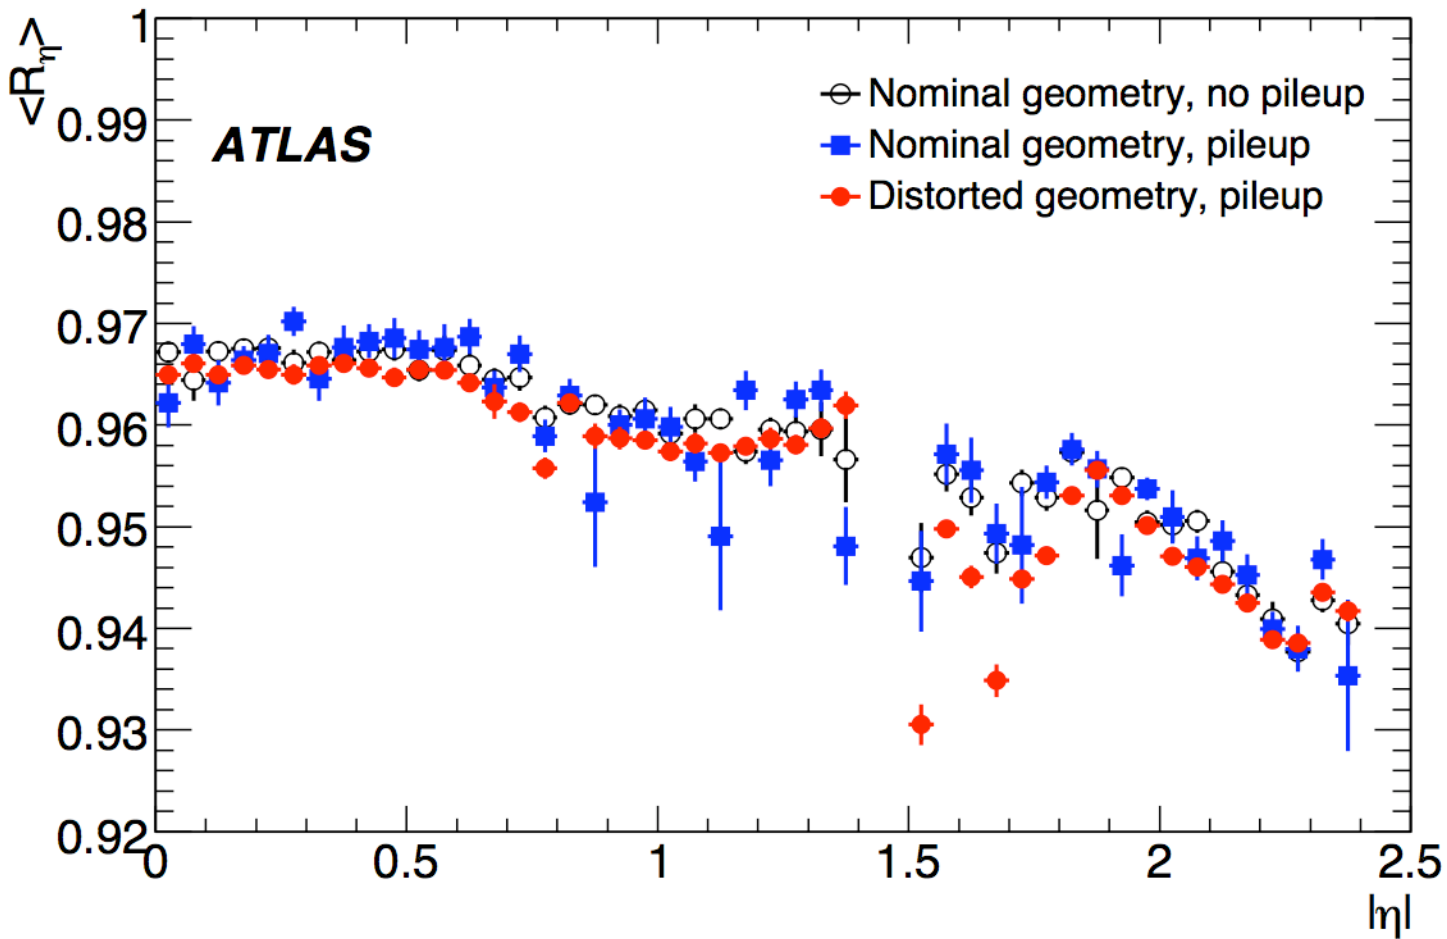 <Rη>
1
0.99
0.98
0.97
0.96
0.95
0.94
0.93
0.92
ATLAS
Nominal geometry, no pileup
Nominal geometry, pileup
Distorted geometry, pileup
0 0.5 1 1.5 2 2.5
|η|